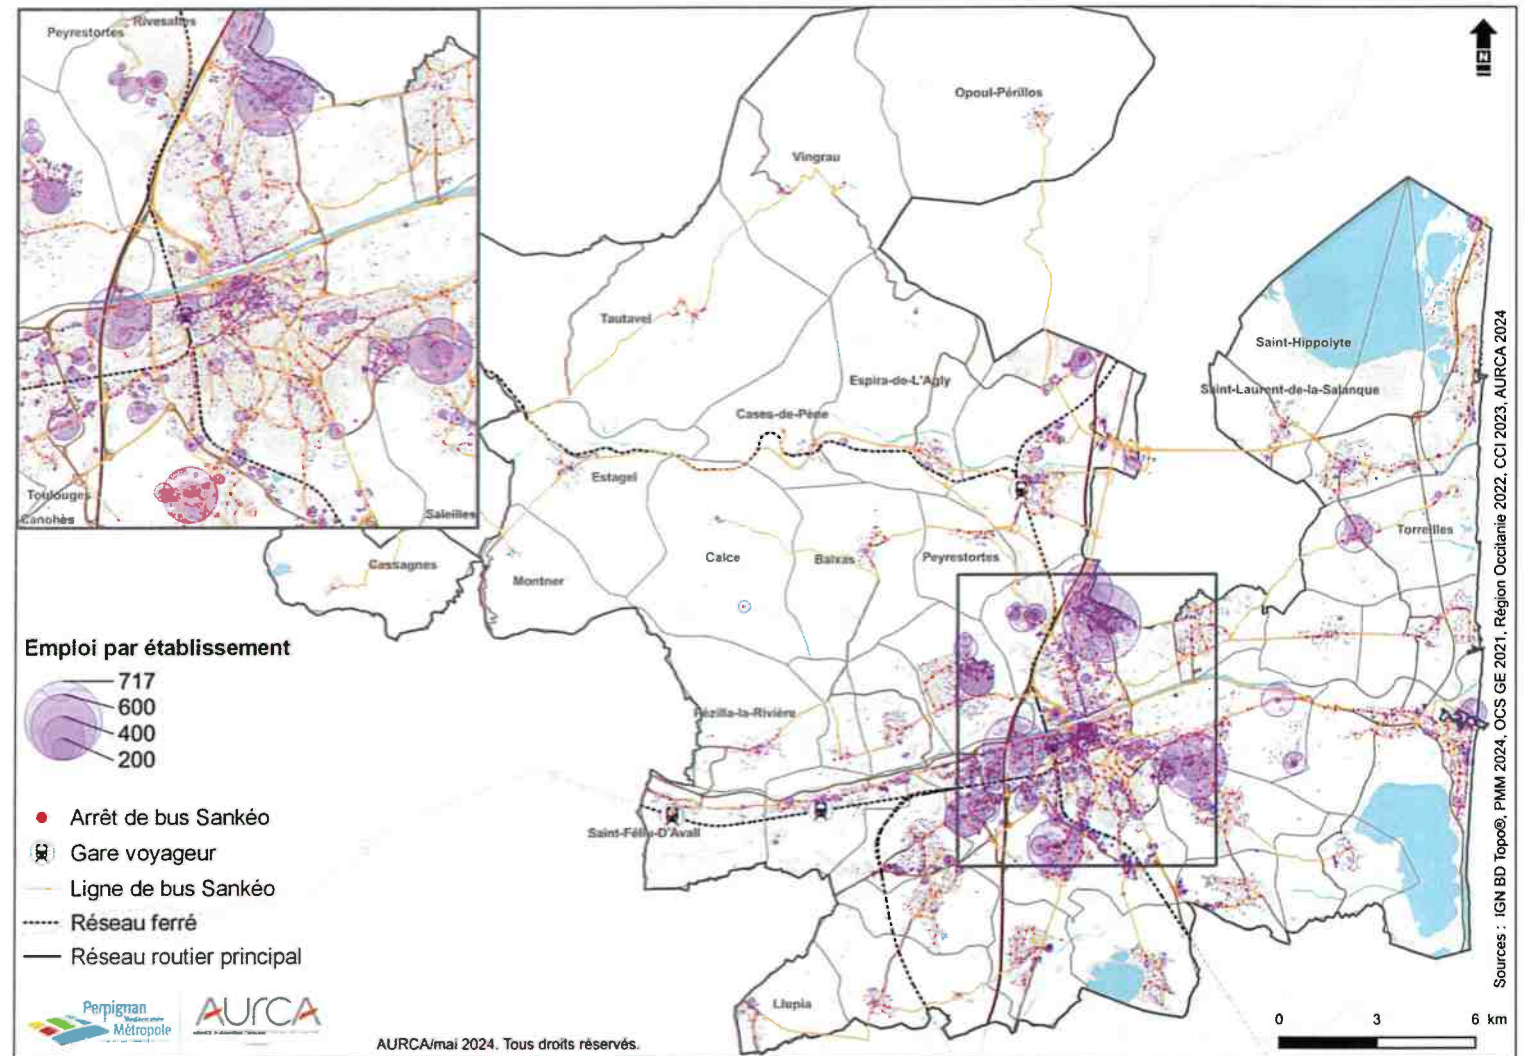 Rivesaltes
Peyrestortes
Toulouges
Canohès
Saleilles
N
Opoul-Périllos
Vingrau
Tautavel
Saint-Hippolyte
Espira-de-L'Agly
Saint-Laurent-de-la-Salanque
Cases-de-Pène
Estagel
Torreilles
Calce
Baixas
Peyrestortes
Cassagnes
Montner
Pézilla-la-Rivière
Saint-Féliu-D'Avall
Llupia
Emploi par établissement
717
600
400
200
Arrêt de bus Sankéo
Gare voyageur
Ligne de bus Sankéo
Réseau ferré
Réseau routier principal
Perpignan
Méditerranée
Métropole
AURCA
AURCA/mai 2024. Tous droits réservés.
0 3 6 km
Sources : IGN BD Topo®, PMM 2024, OCS GE 2021, Région Occitanie 2022, CCI 2023, AURCA 2024